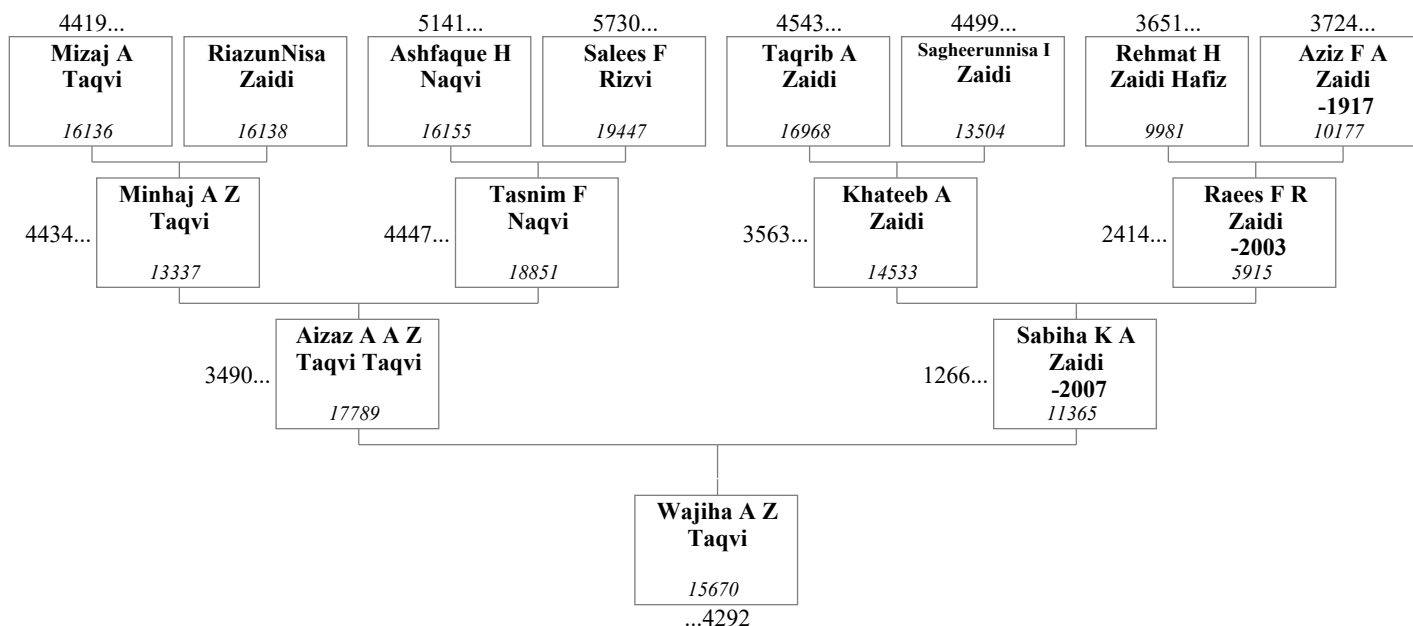 4419...
5141...
5730...
4543...
4499...
3651...
3724...
Mizaj A
Taqvi
16136
RiazunNisa
Zaidi
16138
Ashfaque H
Naqvi
16155
Salees F
Rizvi
19447
Taqrib A
Zaidi
16968
Sagheerunnisa I
Zaidi
13504
Rehmat H
Zaidi Hafiz
9981
Aziz F A
Zaidi
-1917
10177
4434...
Minhaj A Z
Taqvi
13337
4447...
Tasnim F
Naqvi
18851
3563...
Khateeb A
Zaidi
14533
2414...
Raees F R
Zaidi
-2003
5915
3490...
Aizaz A A Z
Taqvi Taqvi
17789
1266...
Sabiha K A
Zaidi
-2007
11365
Wajiha A Z
Taqvi
15670
...4292